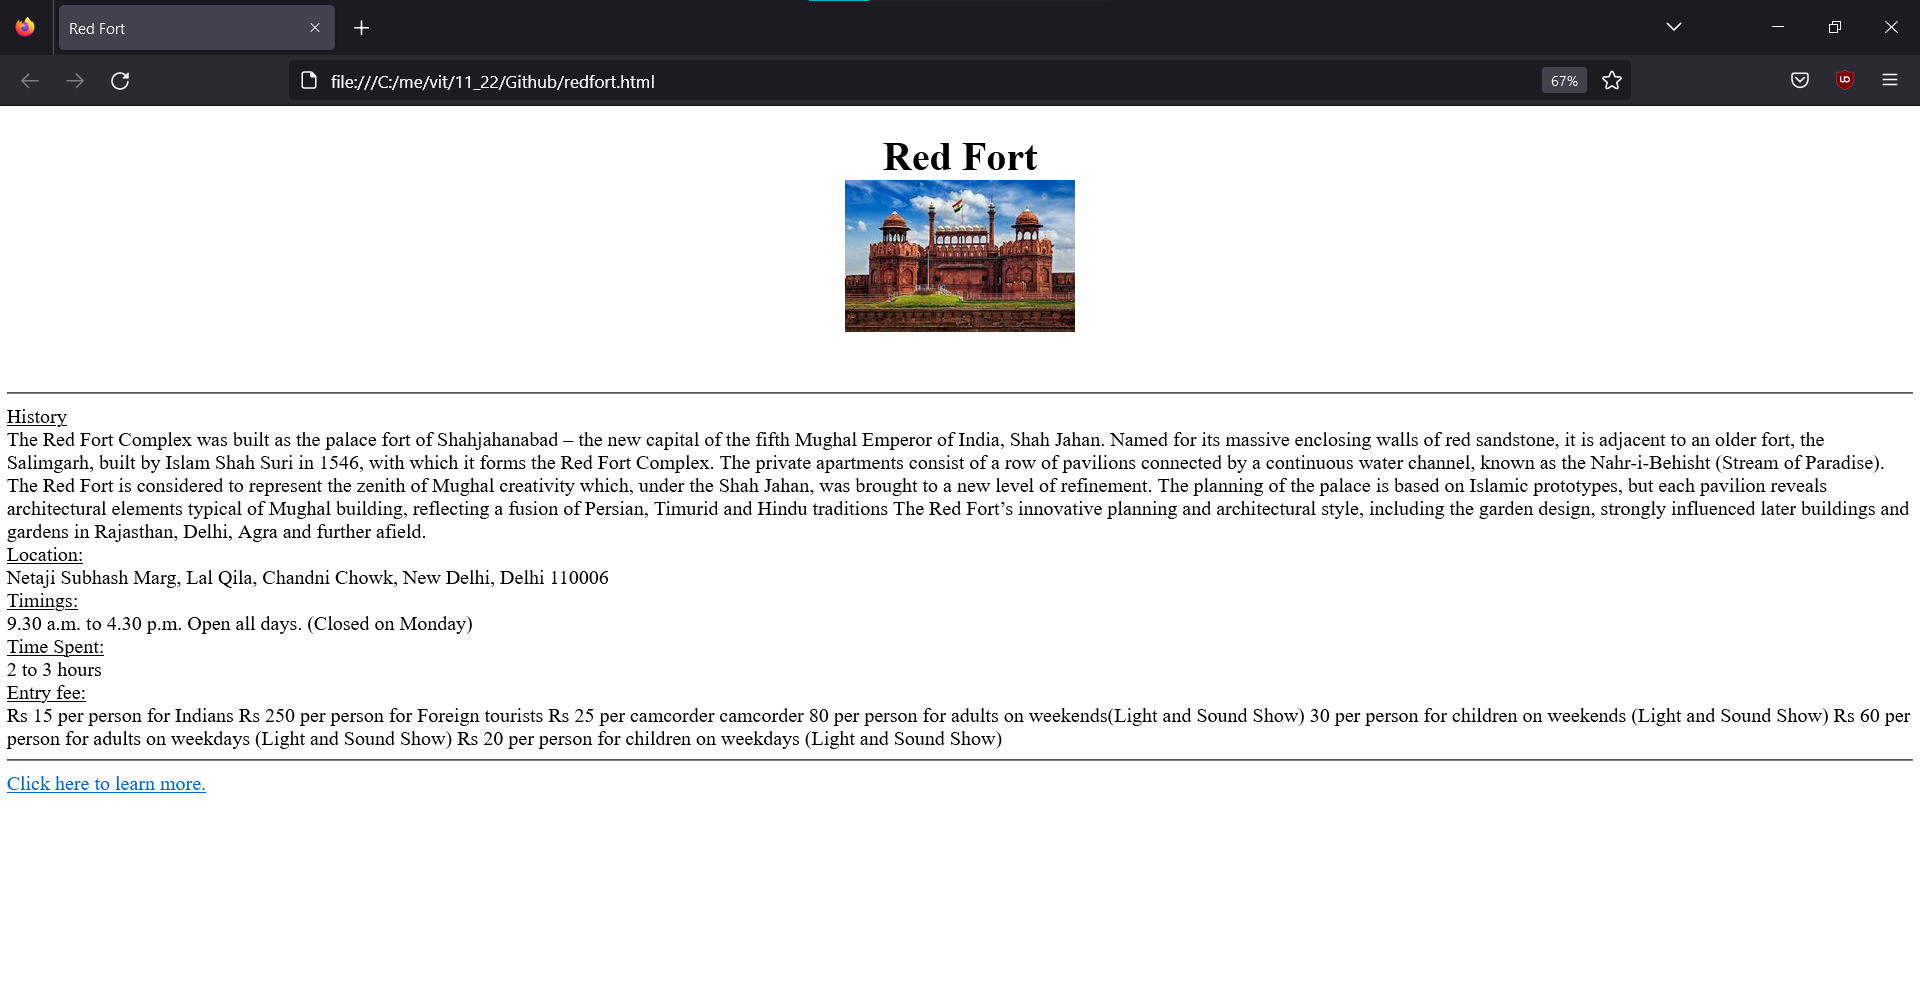 Red Fort
file:///C:/me/vit/11_22/Github/redfort.html
67%
Red Fort
History
The Red Fort Complex was built as the palace fort of Shahjahanabad – the new capital of the fifth Mughal Emperor of India, Shah Jahan. Named for its massive enclosing walls of red sandstone, it is adjacent to an older fort, the
Salimgarh, built by Islam Shah Suri in 1546, with which it forms the Red Fort Complex. The private apartments consist of a row of pavilions connected by a continuous water channel, known as the Nahr-i-Behisht (Stream of Paradise).
The Red Fort is considered to represent the zenith of Mughal creativity which, under the Shah Jahan, was brought to a new level of refinement. The planning of the palace is based on Islamic prototypes, but each pavilion reveals
architectural elements typical of Mughal building, reflecting a fusion of Persian, Timurid and Hindu traditions The Red Fort’s innovative planning and architectural style, including the garden design, strongly influenced later buildings and
gardens in Rajasthan, Delhi, Agra and further afield.
Location:
Netaji Subhash Marg, Lal Qila, Chandni Chowk, New Delhi, Delhi 110006
Timings:
9.30 a.m. to 4.30 p.m. Open all days. (Closed on Monday)
Time Spent:
2 to 3 hours
Entry fee:
Rs 15 per person for Indians Rs 250 per person for Foreign tourists Rs 25 per camcorder camcorder 80 per person for adults on weekends(Light and Sound Show) 30 per person for children on weekends (Light and Sound Show) Rs 60 per
person for adults on weekdays (Light and Sound Show) Rs 20 per person for children on weekdays (Light and Sound Show)
Click here to learn more.